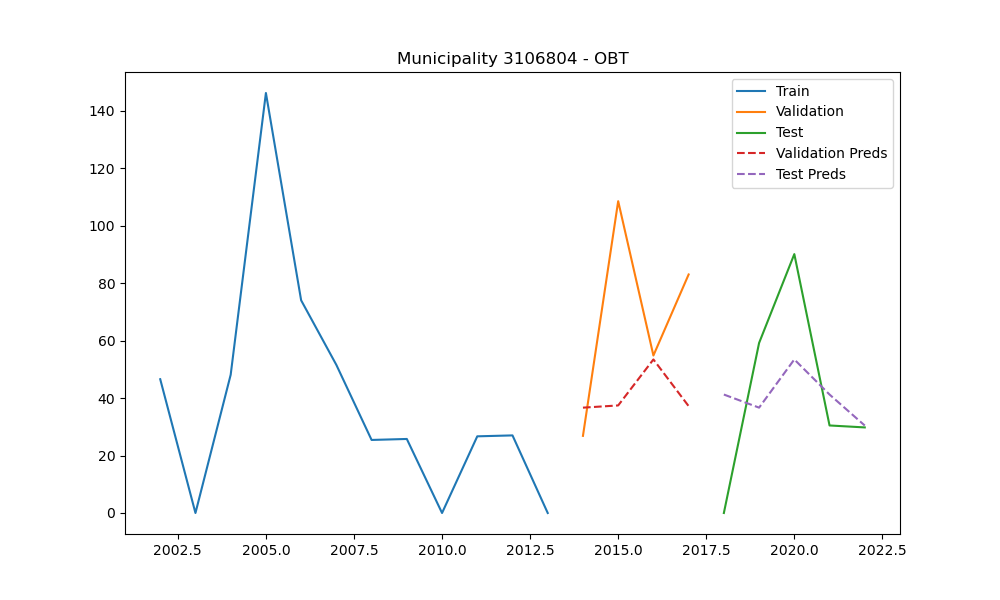 Municipality 3106804 - OBT
Train
Validation
Test
Validation Preds
Test Preds
140
120
100
80
60
40
20
0
2002.5 2005.0 2007.5 2010.0 2012.5 2015.0 2017.5 2020.0 2022.5